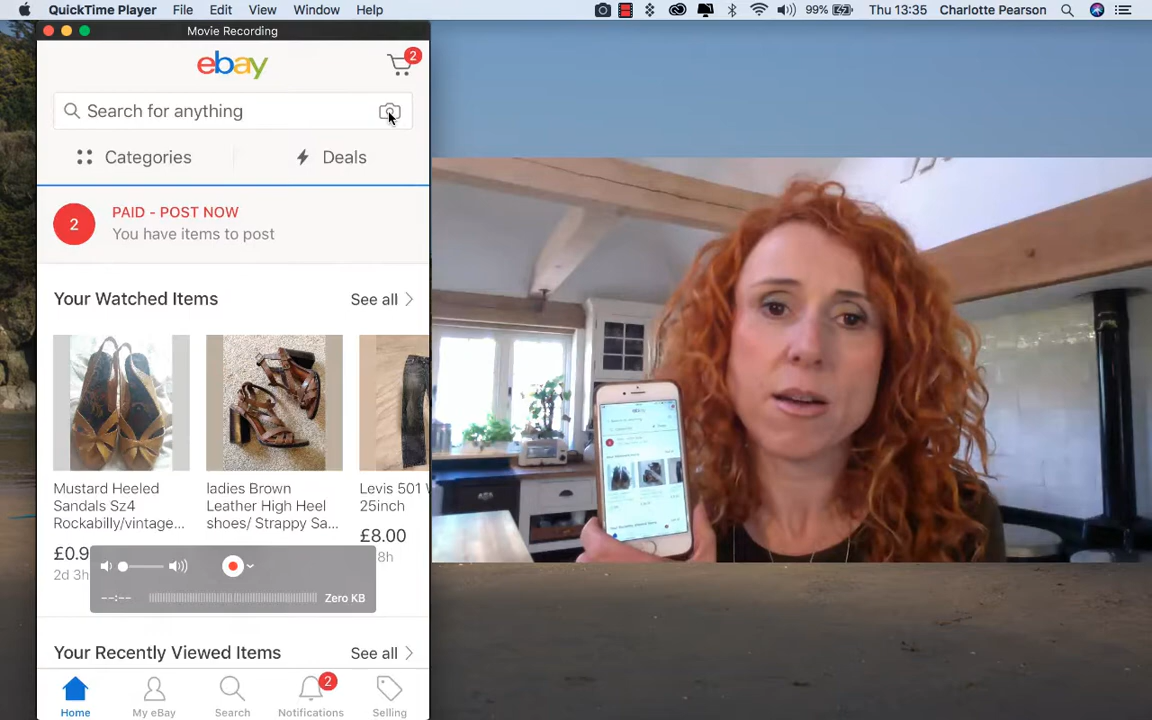 QuickTime Player File Edit View Window Help 99% Thu 13:35 Charlotte Pearson
Movie Recording
ebay
2
Search for anything
Categories
Deals
2
PAID - POST NOW
You have items to post
Your Watched Items
See all
Mustard Heeled
Sandals Sz4
Rockabilly/vintage...
£0.9
2d 3h
ladies Brown
Leather High Heel
shoes/ Strappy Sa...
Levis 501
25inch
£8.00
8h
--:--
Zero KB
Your Recently Viewed Items
See all
Home
My eBay
Search
2
Notifications
Selling